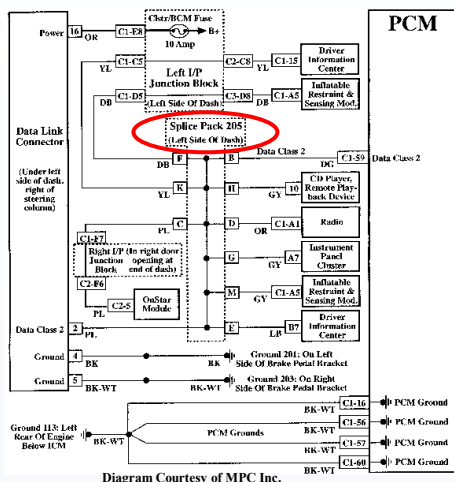 PCM
Power 16 OR C1-E8 Clstr/BCM Fuse B+
10 Amp
C1-C5 Left I/P C2-C8 YL C1-15 Driver
YL Junction Block Information
Center
C1-D5 (Left Side Of Dash) C3-D8 DB C1-A5 Inflatable
DB Restraint &
Sensing Mod.
Splice Pack 205
(Left Side Of Dash)
Data Link
Connector
(Under left
side of dash,
right of
steering
column)
F B Data Class 2 C1-59 Data Class 2
DB DG
K H 10 CD Player,
YL GY Remote Play-
back Device
C D C1-A1 Radio
PL OR
C1-F7
Right I/P (In right door
Junction opening at
Block end of dash)
G A7 Instrument
GY Panel
Cluster
C2-F6
PL C2-5 OnStar
Module
M C1-A5 Inflatable
GY Restraint &
Sensing Mod.
Data Class 2 2 E B7 Driver
PL LB Information
Center
Ground 4 Ground 201: On Left
BK BK Side Of Brake Pedal Bracket
Ground 5 Ground 203: On Right
BK-WT BK-WT Side Of Brake Pedal Bracket
C1-16 PCM Ground
BK-WT
Ground 113: Left
Rear Of Engine
Below ICM
BK-WT
PCM Grounds
C1-56 PCM Ground
BK-WT
C1-57 PCM Ground
BK-WT
C1-60 PCM Ground
BK-WT
Diagram Courtesy of MPC Inc.